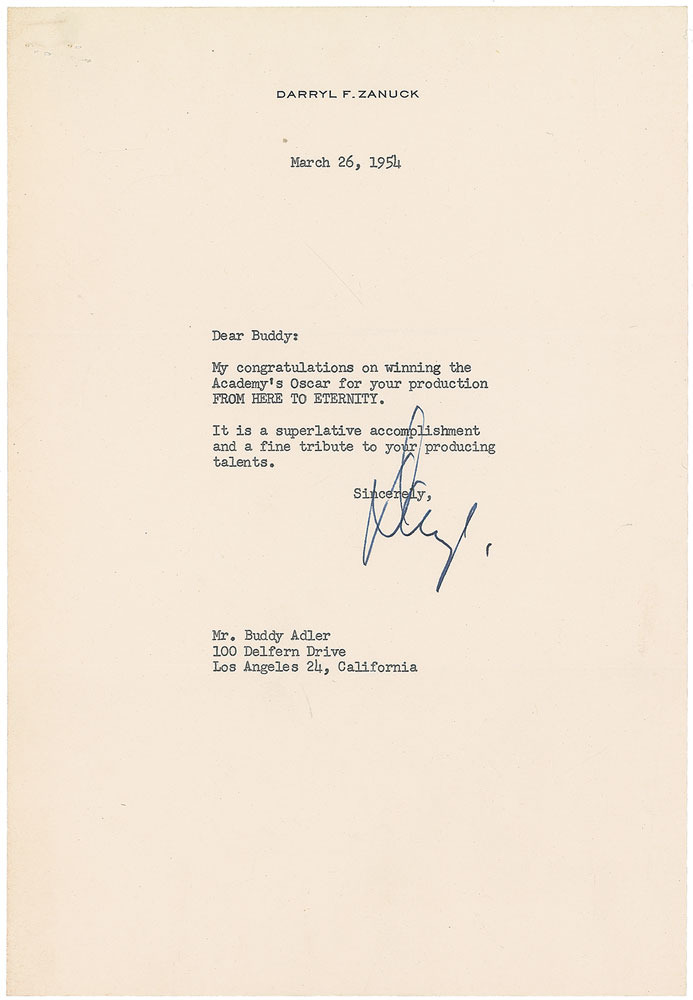 DARRYL F. ZANUCK
March 26, 1954
Dear Buddy:
My congratulations on winning the
Academy's Oscar for your production
FROM HERE TO ETERNITY.
It is a superlative accomplishment
and a fine tribute to your producing
talents.
Sincerely,
Darryl.
Mr. Buddy Adler
100 Delfern Drive
Los Angeles 24, California